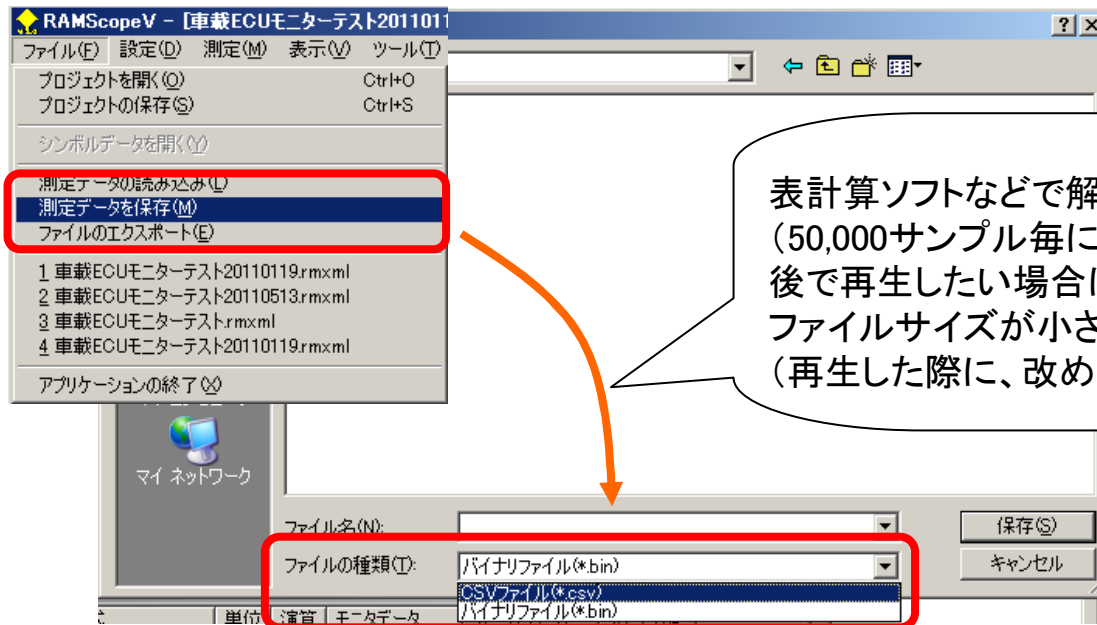 RAMScopeV - [車載ECUモニターテスト2011011
ファイル(F) 設定(D) 測定(M) 表示(V) ツール(T)
プロジェクトを開く(O) Ctrl+O
プロジェクトの保存(S) Ctrl+S
シンボルデータを開く(Y)
測定データの読み込み(L)
測定データを保存(M)
ファイルのエクスポート(E)
1 車載ECUモニターテスト20110119.rmxml
2 車載ECUモニターテスト20110513.rmxml
3 車載ECUモニターテスト.rmxml
4 車載ECUモニターテスト20110119.rmxml
アプリケーションの終了(X)
表計算ソフトなどで解
(50,000サンプル毎に
後で再生したい場合に
ファイルサイズが小さ
(再生した際に、改め
マイ ネットワーク
ファイル名(N):
保存(S)
ファイルの種類(T):
バイナリファイル(*.bin)
キャンセル
CSVファイル(*.csv)
バイナリファイル(*.bin)
単位 演算 モニタデータ